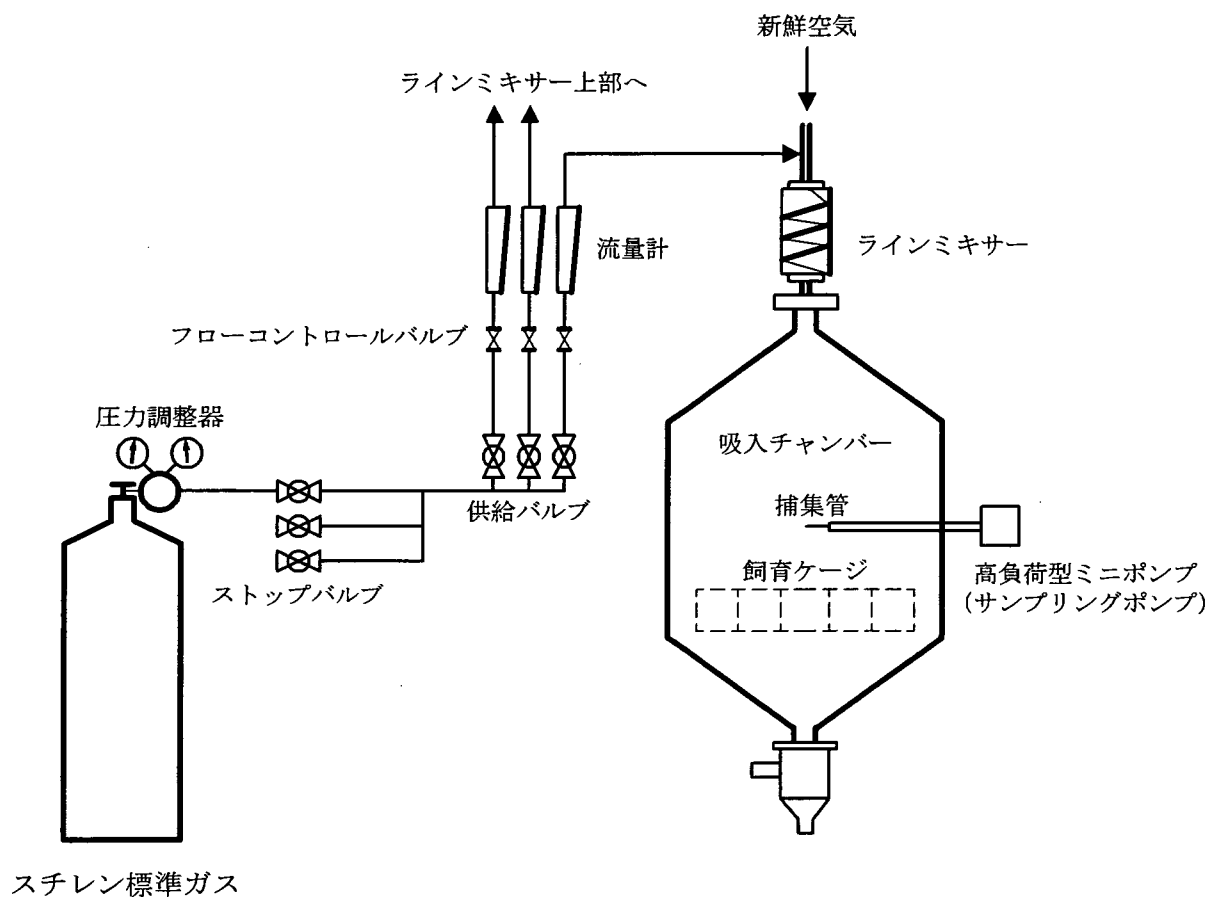 新鮮空気
ラインミキサー上部へ
ラインミキサー
流量計
フローコントロールバルブ
圧力調整器
吸入チャンバー
供給バルブ
捕集管
飼育ケージ
高負荷型ミニポンプ
(サンプリングポンプ)
ストップバルブ
スチレン標準ガス